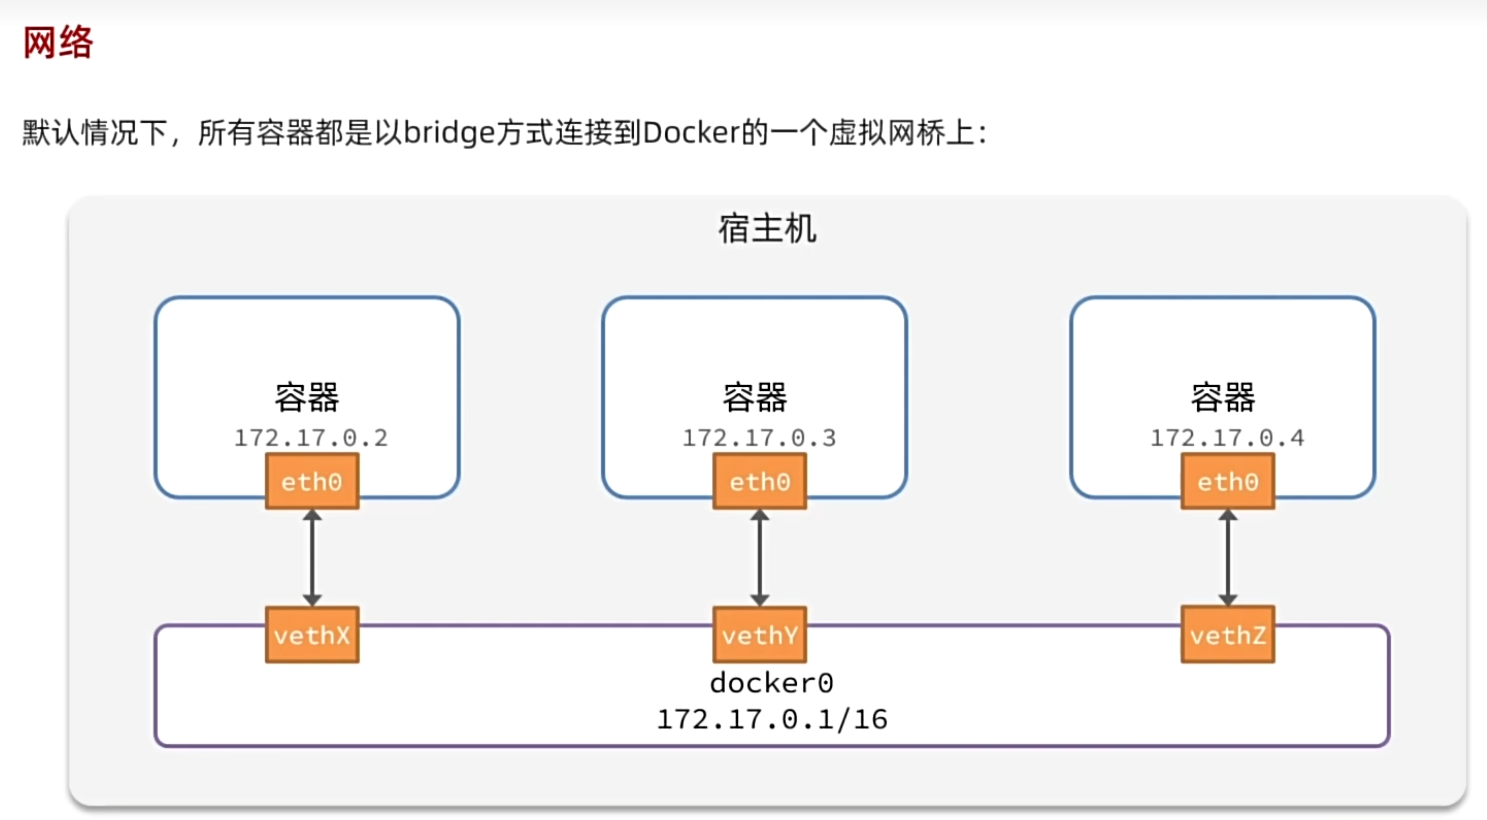 网络
默认情况下，所有容器都是以bridge方式连接到Docker的一个虚拟网桥上：
宿主机
容器
172.17.0.2
eth0
容器
172.17.0.3
eth0
容器
172.17.0.4
eth0
vethX
vethY
vethZ
docker0
172.17.0.1/16